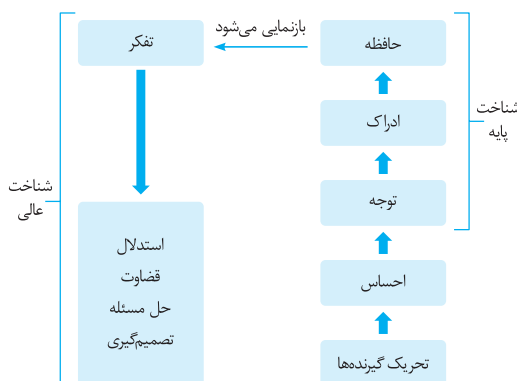 بازنمایی می‌شود
حافظه
تفکر
ادراک
شناخت
پایه
توجه
شناخت
عالی
احساس
تحریک گیرنده‌ها
استدلال
قضاوت
حل مسئله
تصمیم‌گیری